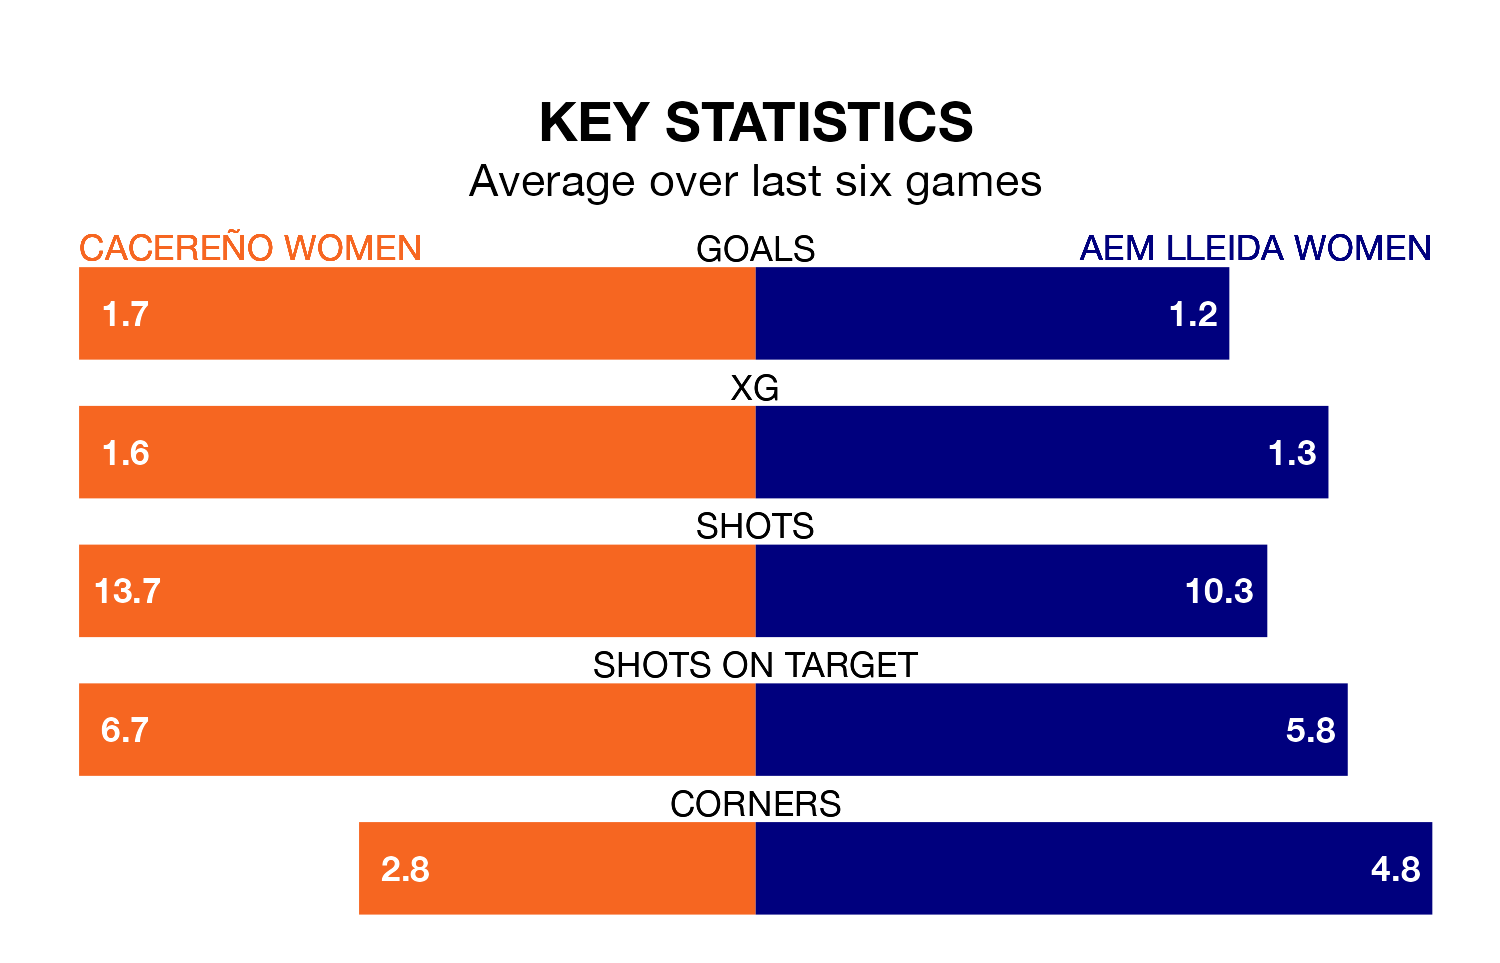 KEY STATISTICS
Average over last six games
CACEREÑO WOMEN GOALS AEM LLEIDA WOMEN
1.7 1.2
XG
1.6 1.3
SHOTS
13.7 10.3
SHOTS ON TARGET
6.7 5.8
CORNERS
2.8 4.8